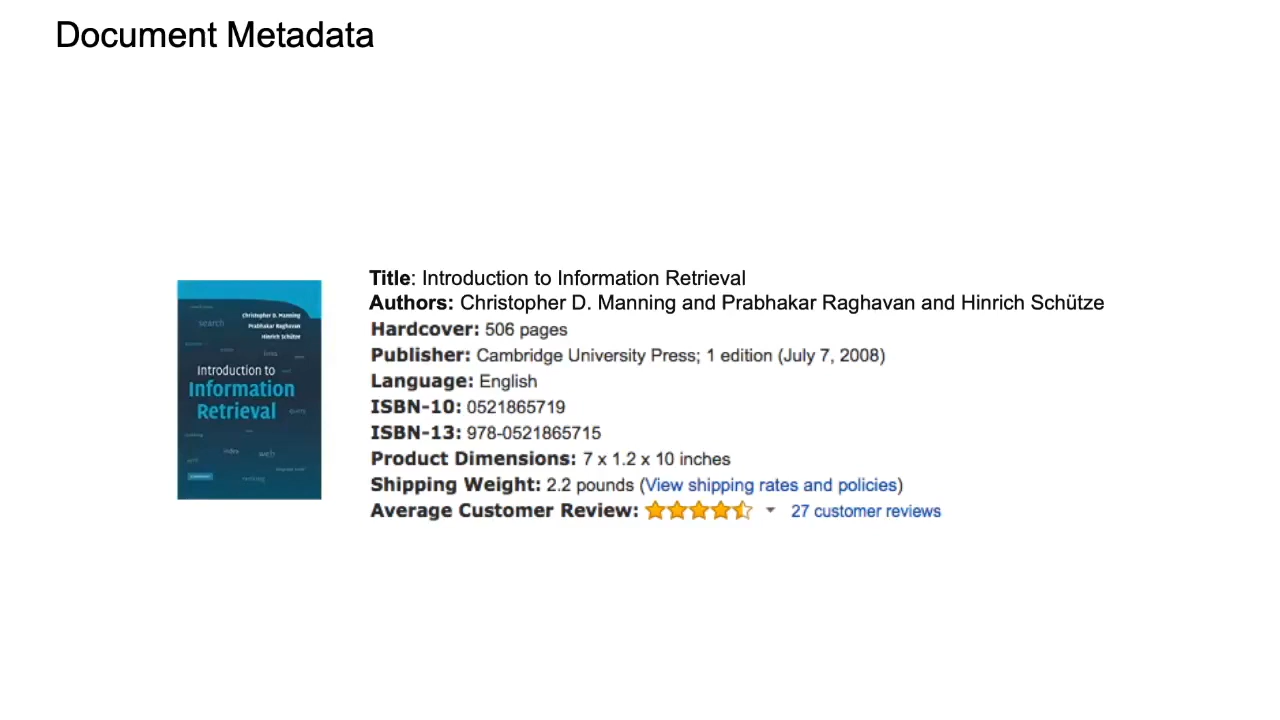 Document Metadata
Christopher D. Manning
Prabhakar Raghavan
Hinrich Schütze
search
Introduction to
Information
Retrieval
index
web
Title: Introduction to Information Retrieval
Authors: Christopher D. Manning and Prabhakar Raghavan and Hinrich Schütze
Hardcover: 506 pages
Publisher: Cambridge University Press; 1 edition (July 7, 2008)
Language: English
ISBN-10: 0521865719
ISBN-13: 978-0521865715
Product Dimensions: 7 x 1.2 x 10 inches
Shipping Weight: 2.2 pounds (View shipping rates and policies)
Average Customer Review: 27 customer reviews